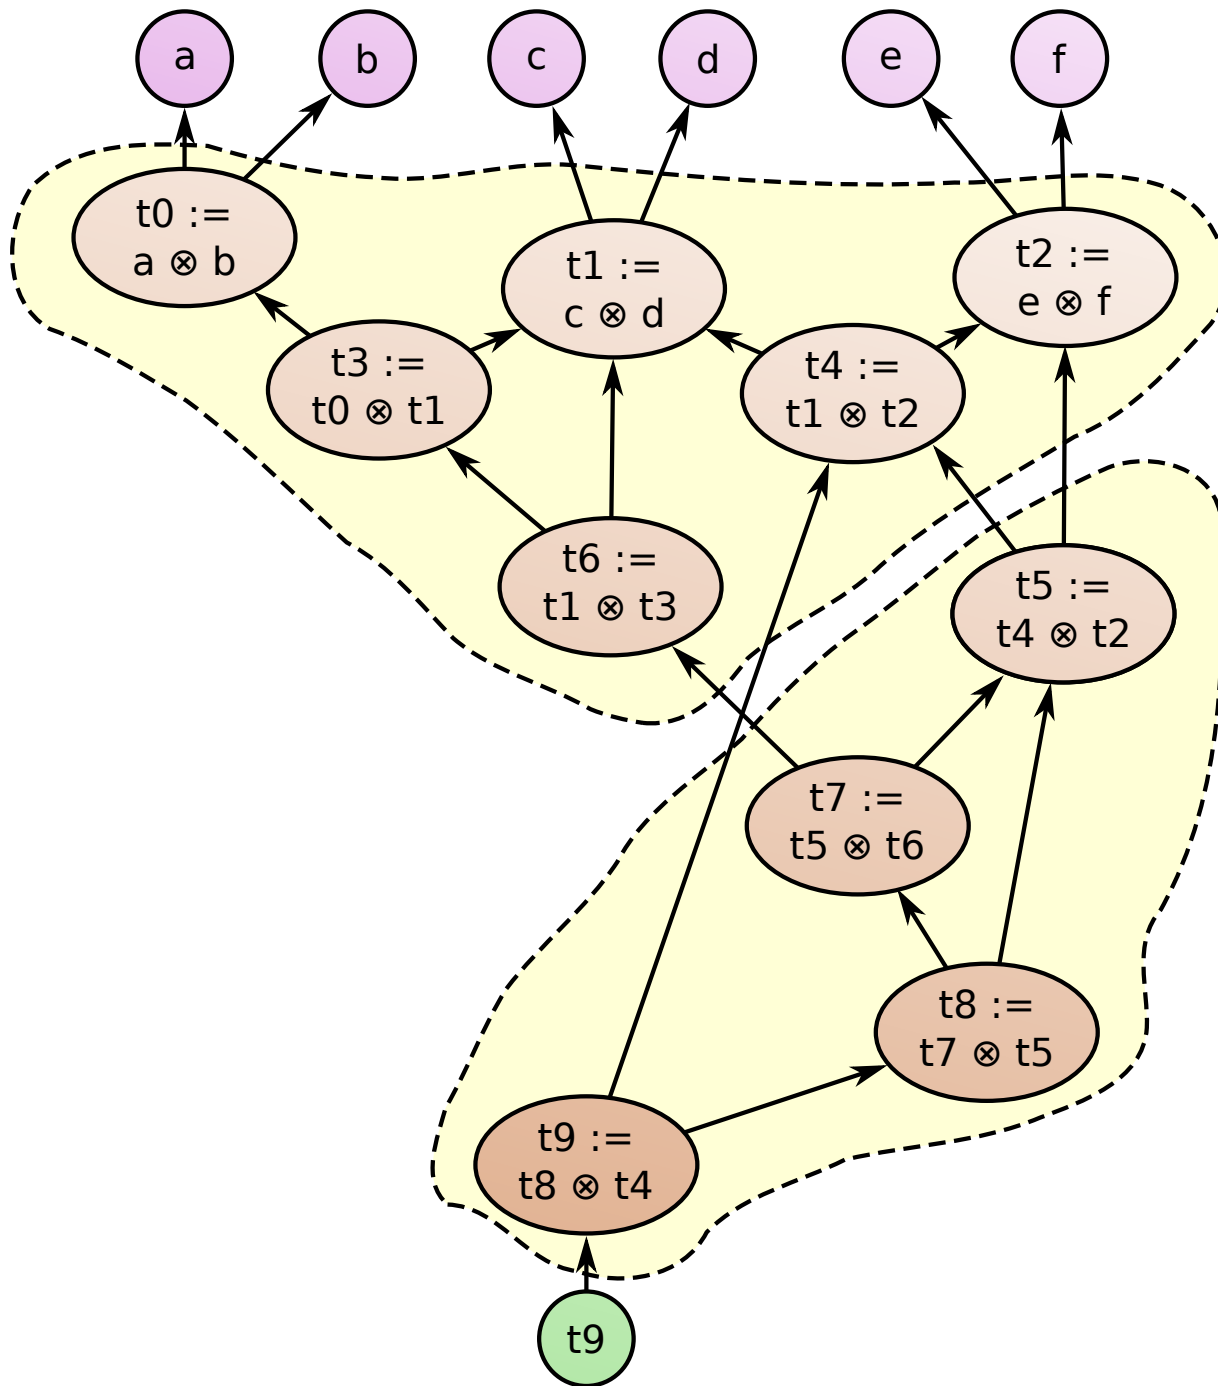 a
b
c
d
e
f
t0 :=
a ⊗ b
t1 :=
c ⊗ d
t2 :=
e ⊗ f
t3 :=
t0 ⊗ t1
t4 :=
t1 ⊗ t2
t6 :=
t1 ⊗ t3
t5 :=
t4 ⊗ t2
t7 :=
t5 ⊗ t6
t8 :=
t7 ⊗ t5
t9 :=
t8 ⊗ t4
t9